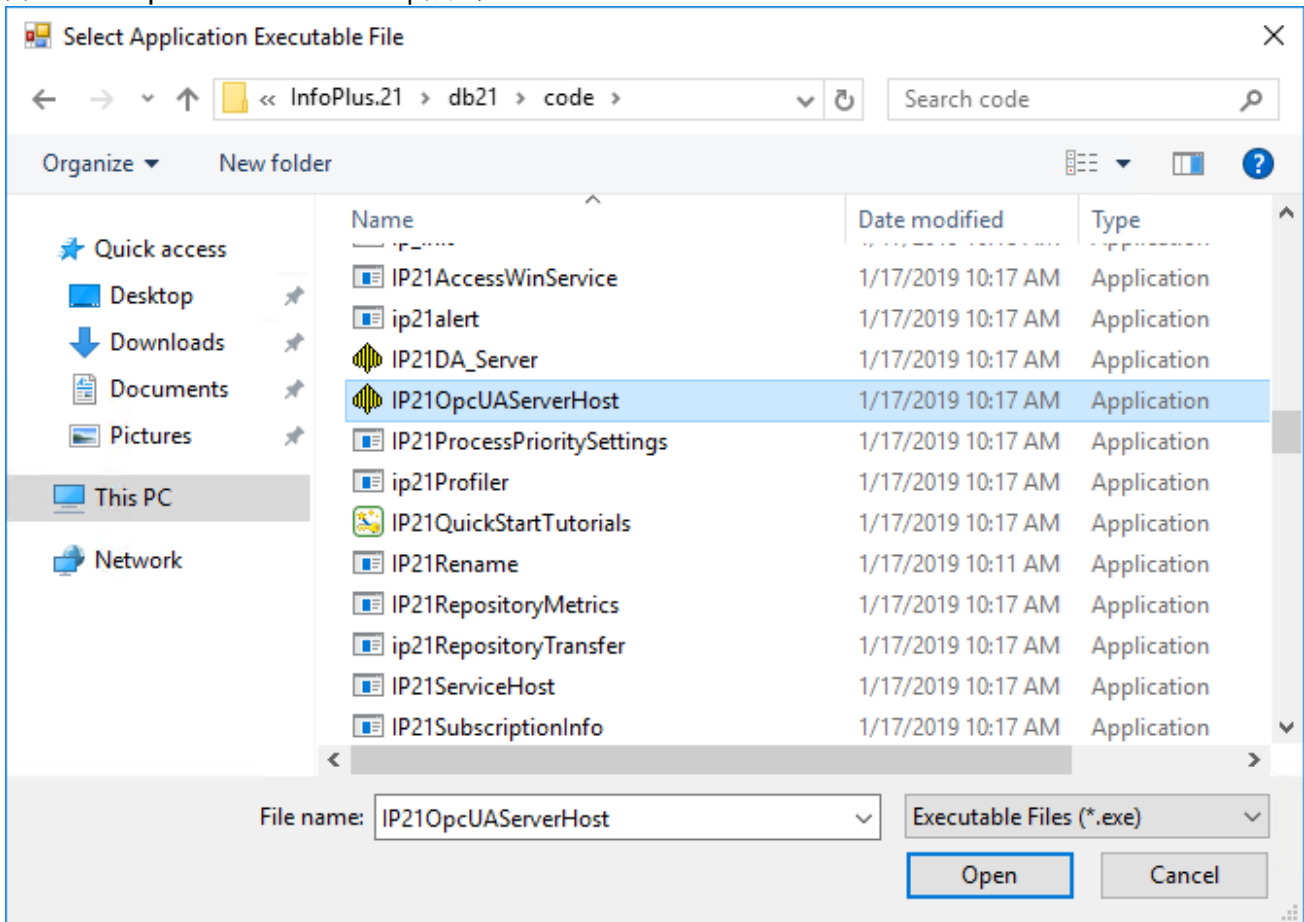 Select Application Executable File
« InfoPlus.21 > db21 > code >
Search code
Organize
New folder
?
Name
Date modified
Type
Quick access
Desktop
Downloads
Documents
Pictures
This PC
Network
IP21AccessWinService 1/17/2019 10:17 AM Application
ip21alert 1/17/2019 10:17 AM Application
IP21DA_Server 1/17/2019 10:17 AM Application
IP21OpcUAServerHost 1/17/2019 10:17 AM Application
IP21ProcessPrioritySettings 1/17/2019 10:17 AM Application
ip21Profiler 1/17/2019 10:17 AM Application
IP21QuickStartTutorials 1/17/2019 10:17 AM Application
IP21Rename 1/17/2019 10:11 AM Application
IP21RepositoryMetrics 1/17/2019 10:17 AM Application
ip21RepositoryTransfer 1/17/2019 10:17 AM Application
IP21ServiceHost 1/17/2019 10:17 AM Application
IP21SubscriptionInfo 1/17/2019 10:17 AM Application
File name: IP21OpcUAServerHost
Executable Files (*.exe)
Open
Cancel